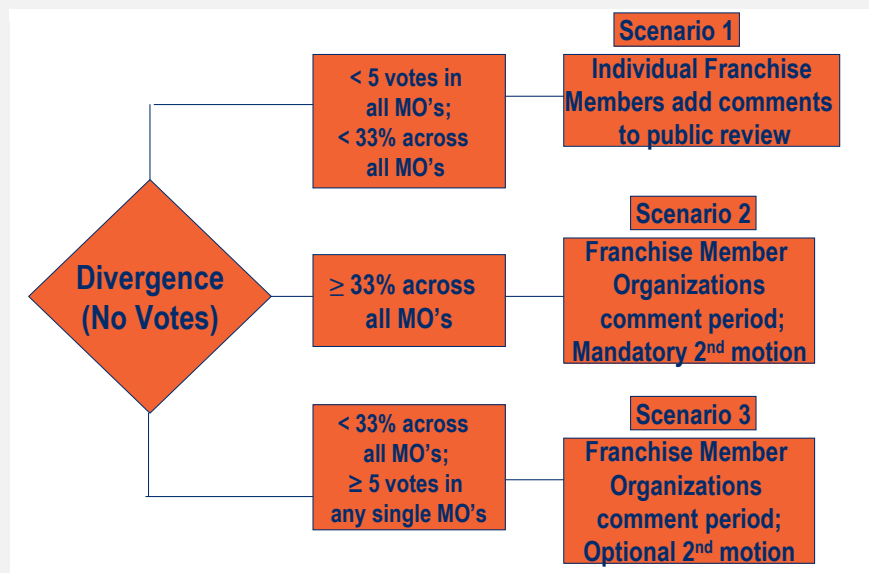 Divergence
(No Votes)
< 5 votes in
all MO's;
< 33% across
all MO's
Scenario 1
Individual Franchise
Members add comments
to public review
≥ 33% across
all MO's
Scenario 2
Franchise Member
Organizations
comment period;
Mandatory 2nd motion
< 33% across
all MO's;
≥ 5 votes in
any single MO's
Scenario 3
Franchise Member
Organizations
comment period;
Optional 2nd motion